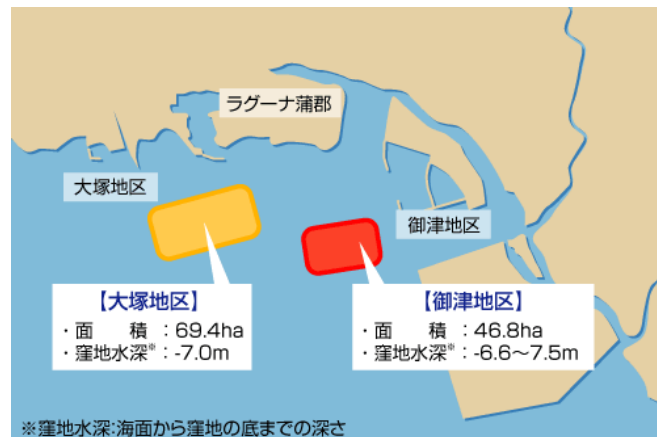 ラグーナ蒲郡
大塚地区
御津地区
【大塚地区】
・面　積：69.4ha
・窪地水深※：-7.0m
【御津地区】
・面　積：46.8ha
・窪地水深※：-6.6～7.5m
※窪地水深:海面から窪地の底までの深さ